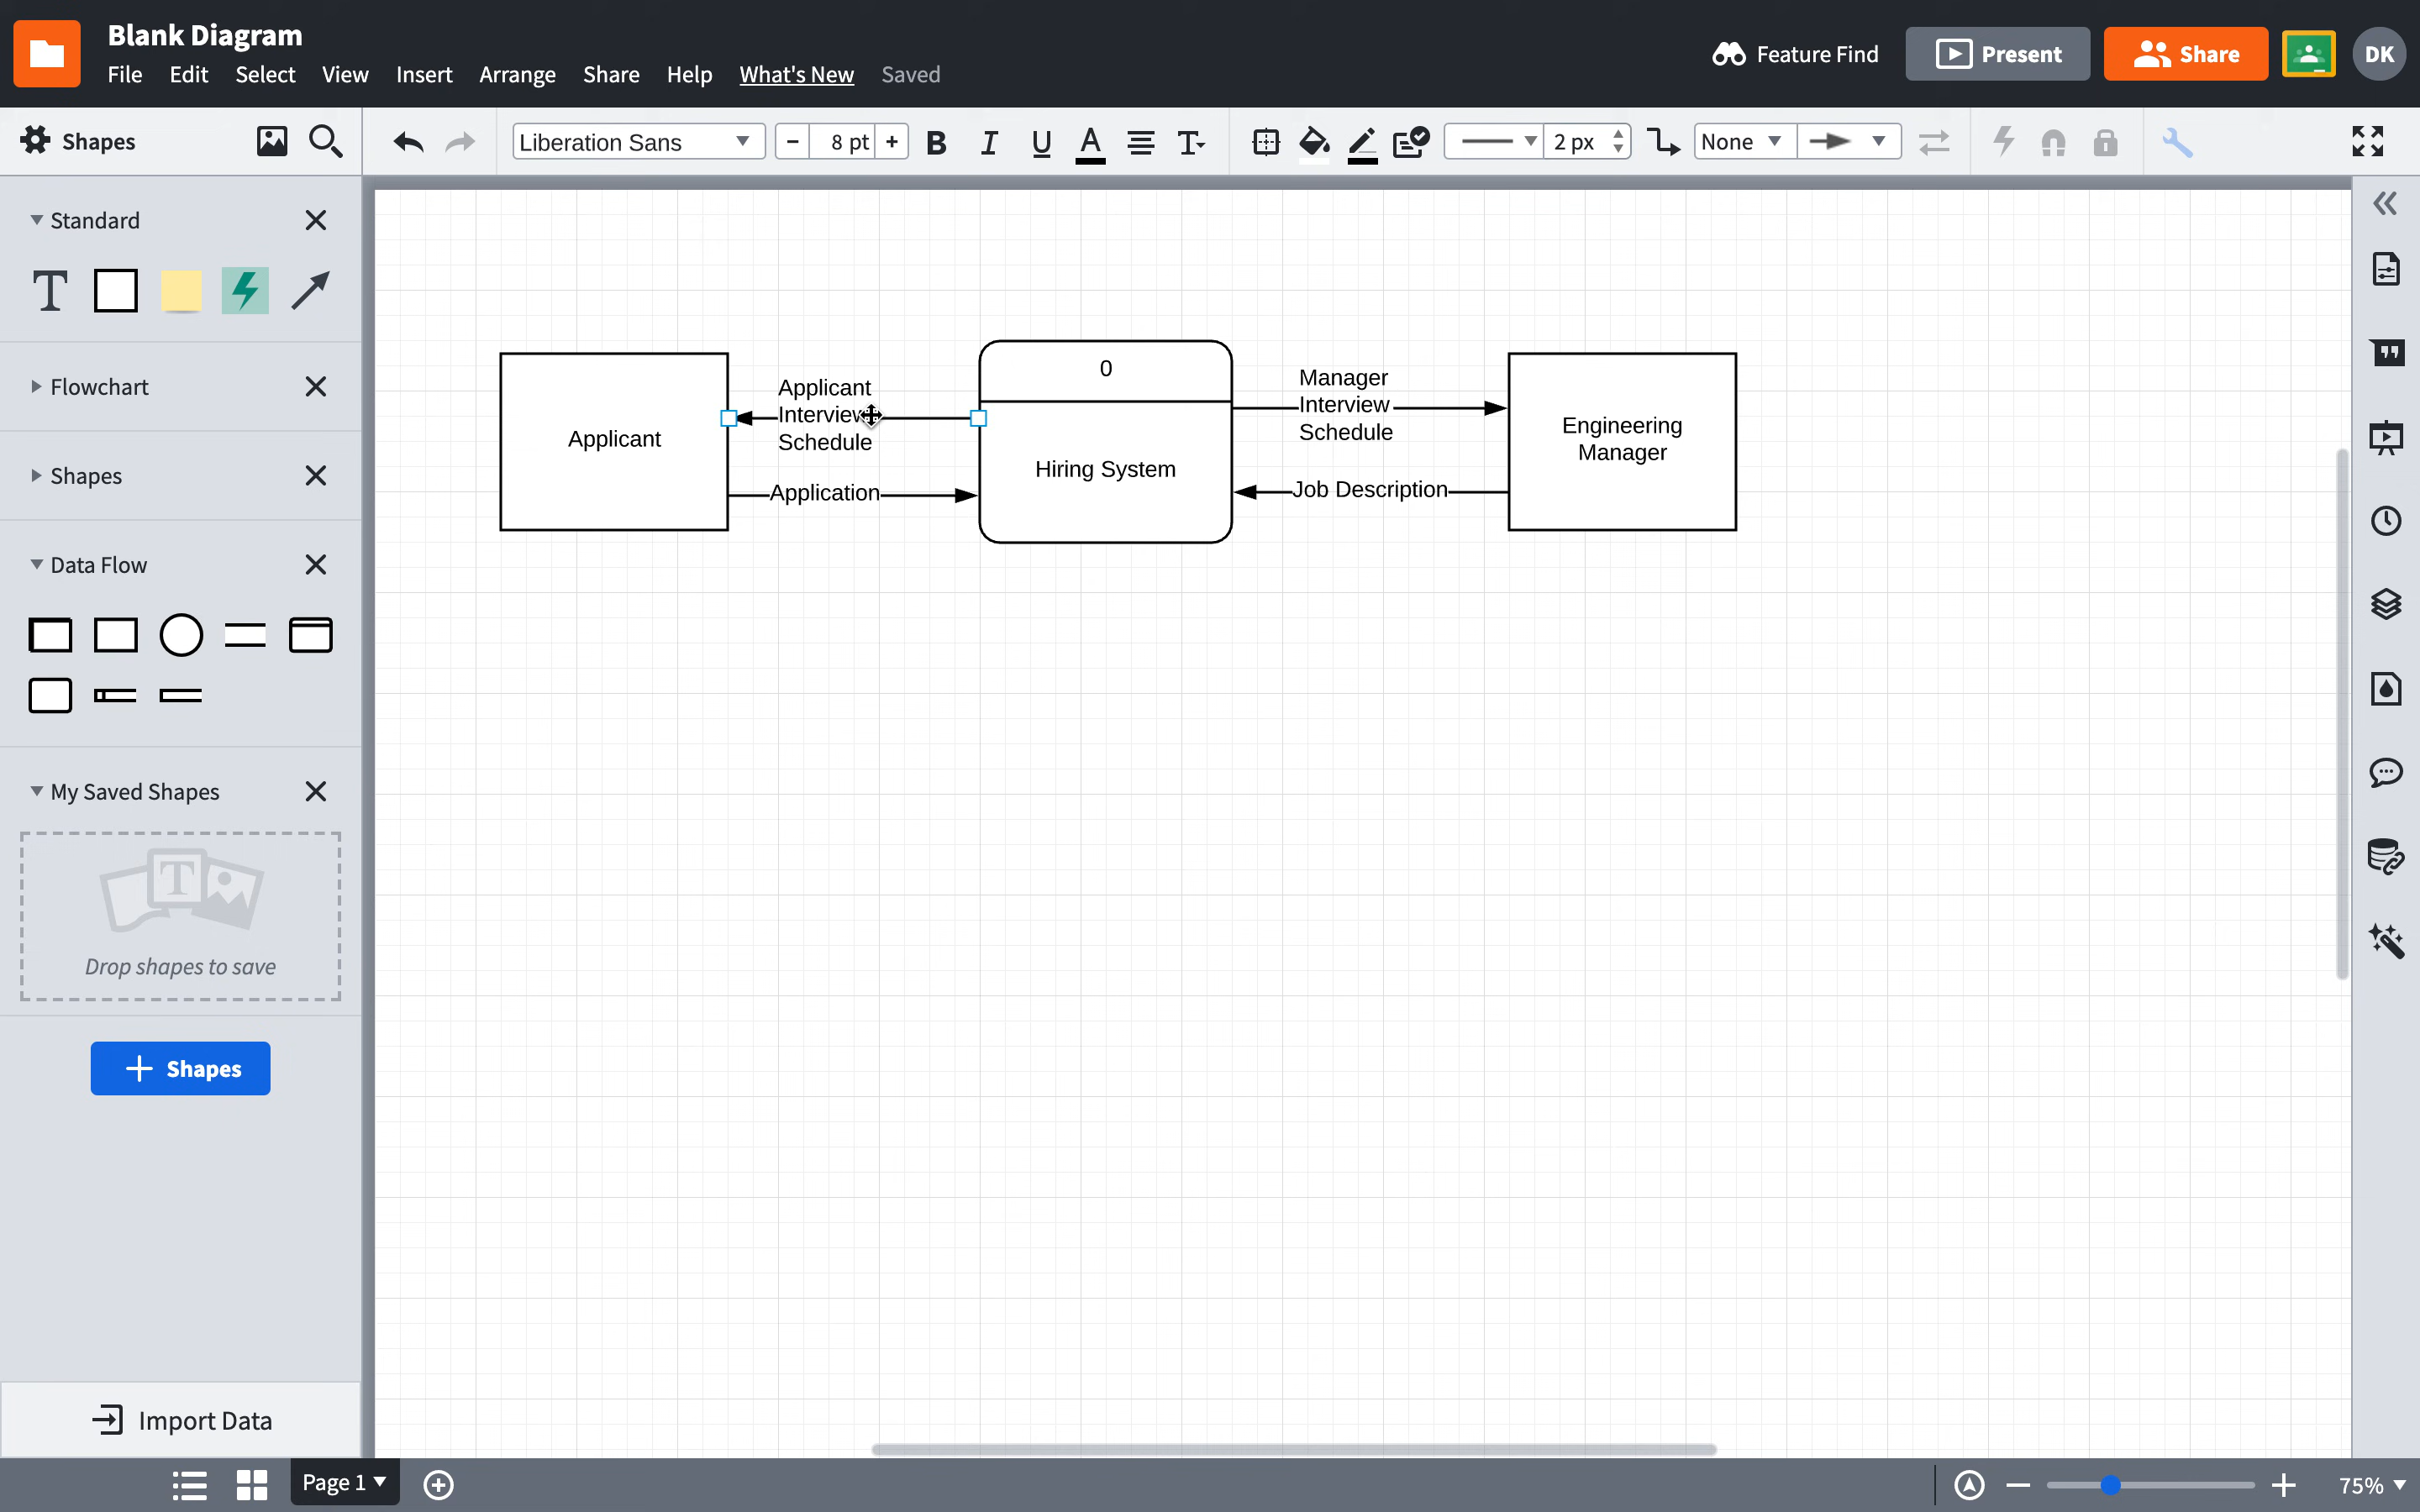 Blank Diagram
File Edit Select View Insert Arrange Share Help What's New Saved
Feature Find
Present
Share
DK
Shapes
Liberation Sans
− 8 pt +
B I U A T
2 px
None
Standard
T
Flowchart
Shapes
Data Flow
My Saved Shapes
T
Drop shapes to save
+ Shapes
Import Data
Applicant
Applicant
Interview
Schedule
Application
0
Hiring System
Manager
Interview
Schedule
Job Description
Engineering
Manager
Page 1
75%